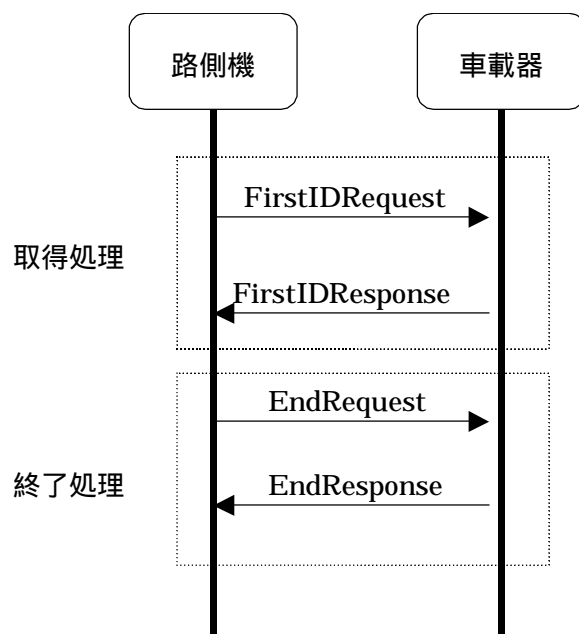 路側機
車載器
FirstIDRequest
取得処理
FirstIDResponse
EndRequest
終了処理
EndResponse